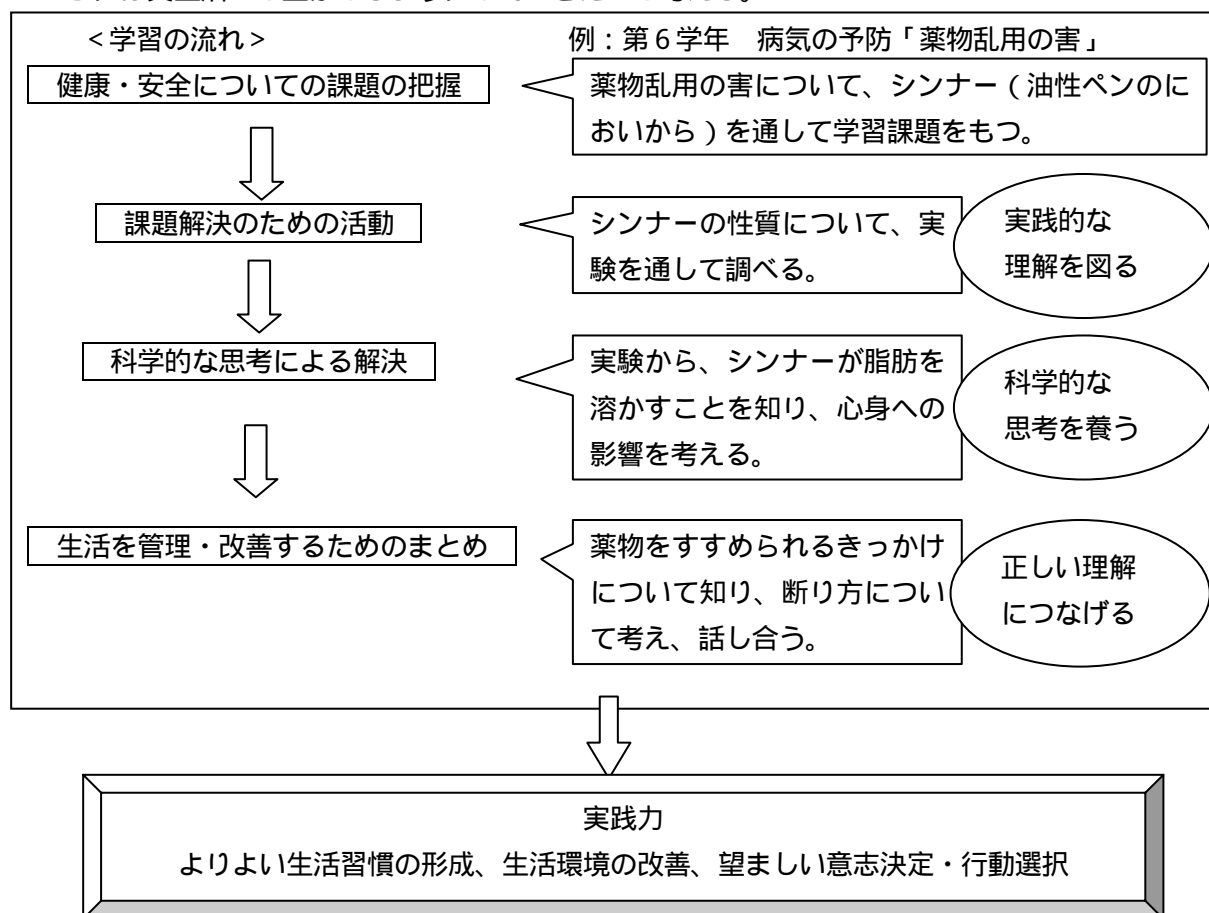 <学習の流れ>
例:第6学年 病気の予防「薬物乱用の害」
健康・安全についての課題の把握
薬物乱用の害について、シンナー(油性ペンのに
おいから)を通して学習課題をもつ。
課題解決のための活動
シンナーの性質について、実
験を通して調べる。
実践的な
理解を図る
科学的な思考による解決
実験から、シンナーが脂肪を
溶かすことを知り、心身への
影響を考える。
科学的な
思考を養う
生活を管理・改善するためのまとめ
薬物をすすめられるきっかけ
について知り、断り方につい
て考え、話し合う。
正しい理解
につなげる
実践力
よりよい生活習慣の形成、生活環境の改善、望ましい意志決定・行動選択